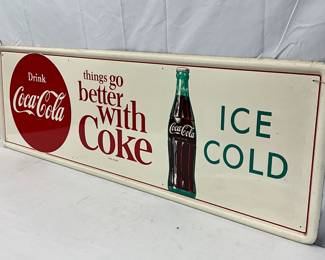 Drink
Coca-Cola
things go
better
with
Coke
Coca-Cola
ICE
COLD